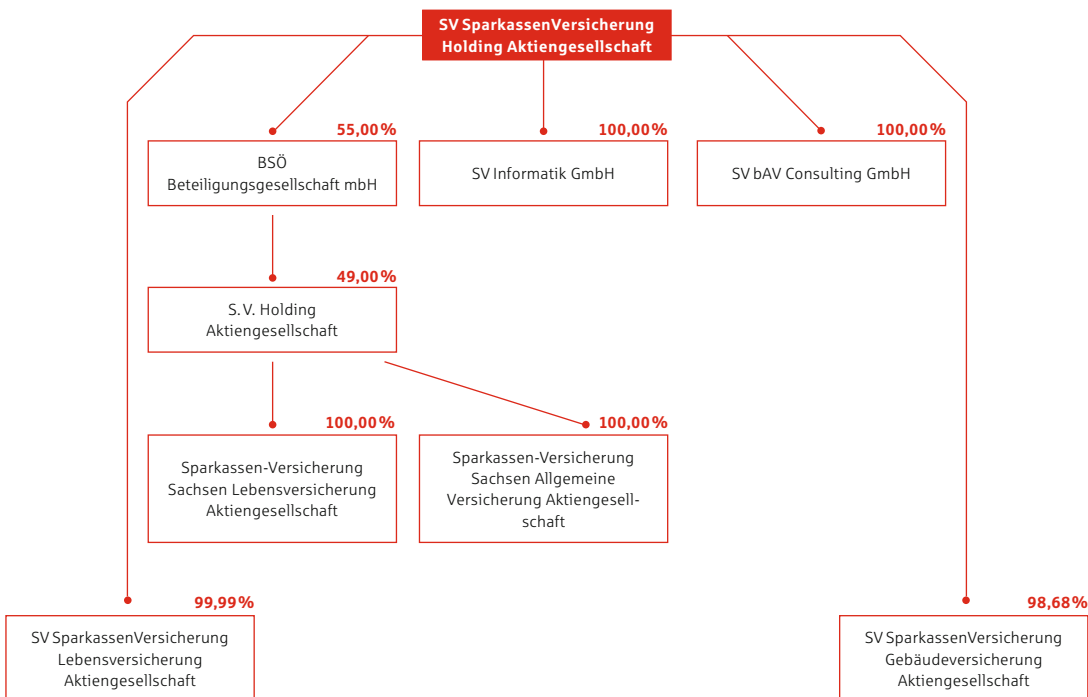 SV SparkassenVersicherung
Holding Aktiengesellschaft
55,00%
BSÖ
Beteiligungsgesellschaft mbH
100,00%
SV Informatik GmbH
100,00%
SV bAV Consulting GmbH
49,00%
S. V. Holding
Aktiengesellschaft
100,00%
Sparkassen-Versicherung
Sachsen Lebensversicherung
Aktiengesellschaft
100,00%
Sparkassen-Versicherung
Sachsen Allgemeine
Versicherung Aktiengesell-
schaft
99,99%
SV SparkassenVersicherung
Lebensversicherung
Aktiengesellschaft
98,68%
SV SparkassenVersicherung
Gebäudeversicherung
Aktiengesellschaft